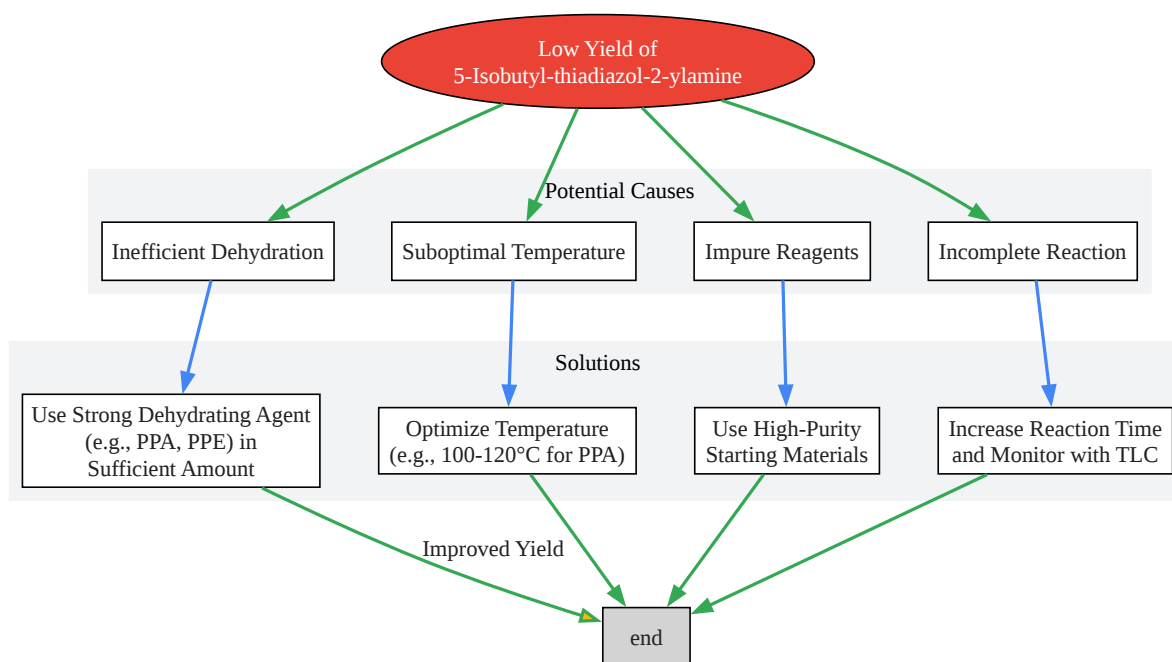 Low Yield of
5-Isobutyl-thiadiazol-2-ylamine
Potential Causes
Inefficient Dehydration
Suboptimal Temperature
Impure Reagents
Incomplete Reaction
Solutions
Use Strong Dehydrating Agent
(e.g., PPA, PPE) in
Sufficient Amount
Optimize Temperature
(e.g., 100-120°C for PPA)
Use High-Purity
Starting Materials
Increase Reaction Time
and Monitor with TLC
Improved Yield
end